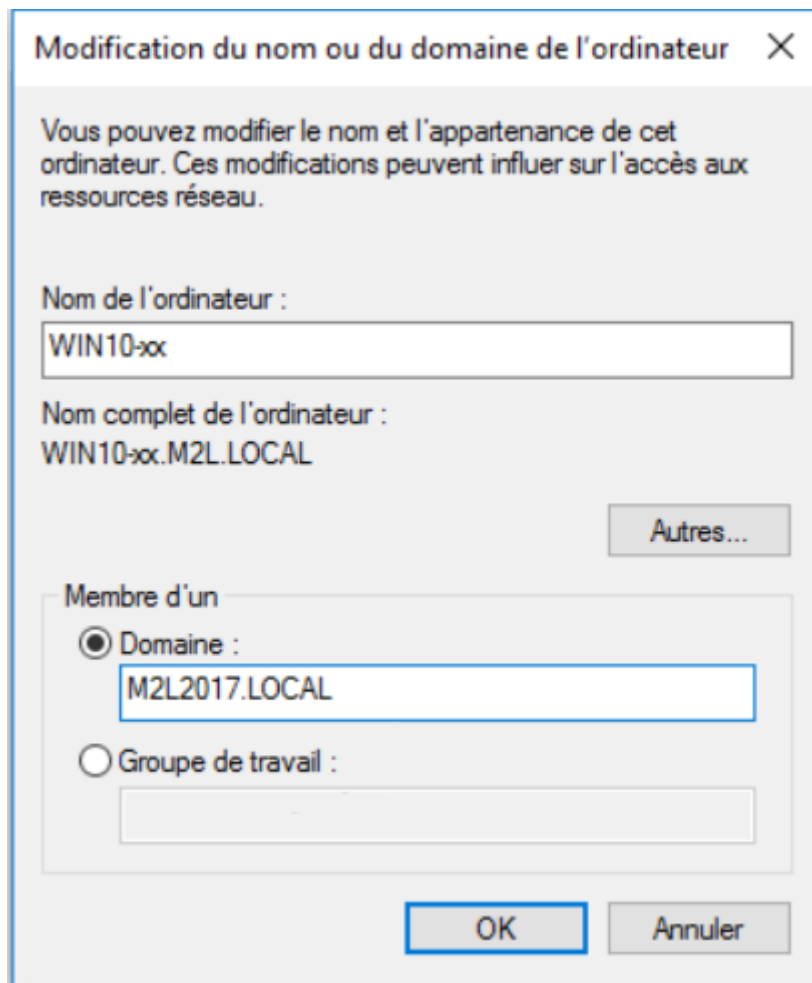 Modification du nom ou du domaine de l'ordinateur
Vous pouvez modifier le nom et l'appartenance de cet
ordinateur. Ces modifications peuvent influer sur l'accès aux
ressources réseau.
Nom de l'ordinateur :
WIN10-xx
Nom complet de l'ordinateur :
WIN10-xx.M2L.LOCAL
Autres...
Membre d'un
Domaine :
M2L2017.LOCAL
Groupe de travail :
OK
Annuler